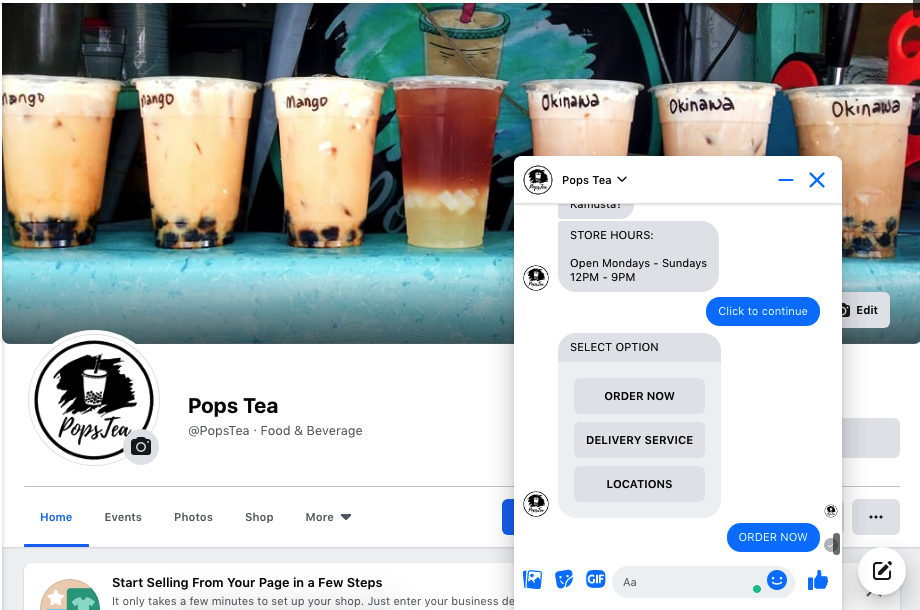 mango
mango
Mango
Okinawa
Okinawa
Okinawa
Pops Tea
Kamusta?
STORE HOURS:
Open Mondays - Sundays
12PM - 9PM
Click to continue
Edit
SELECT OPTION
ORDER NOW
DELIVERY SERVICE
LOCATIONS
ORDER NOW
GIF
Aa
PopsTea
Pops Tea
@PopsTea · Food & Beverage
Home
Events
Photos
Shop
More
Start Selling From Your Page in a Few Steps
It only takes a few minutes to set up your shop. Just enter your business de